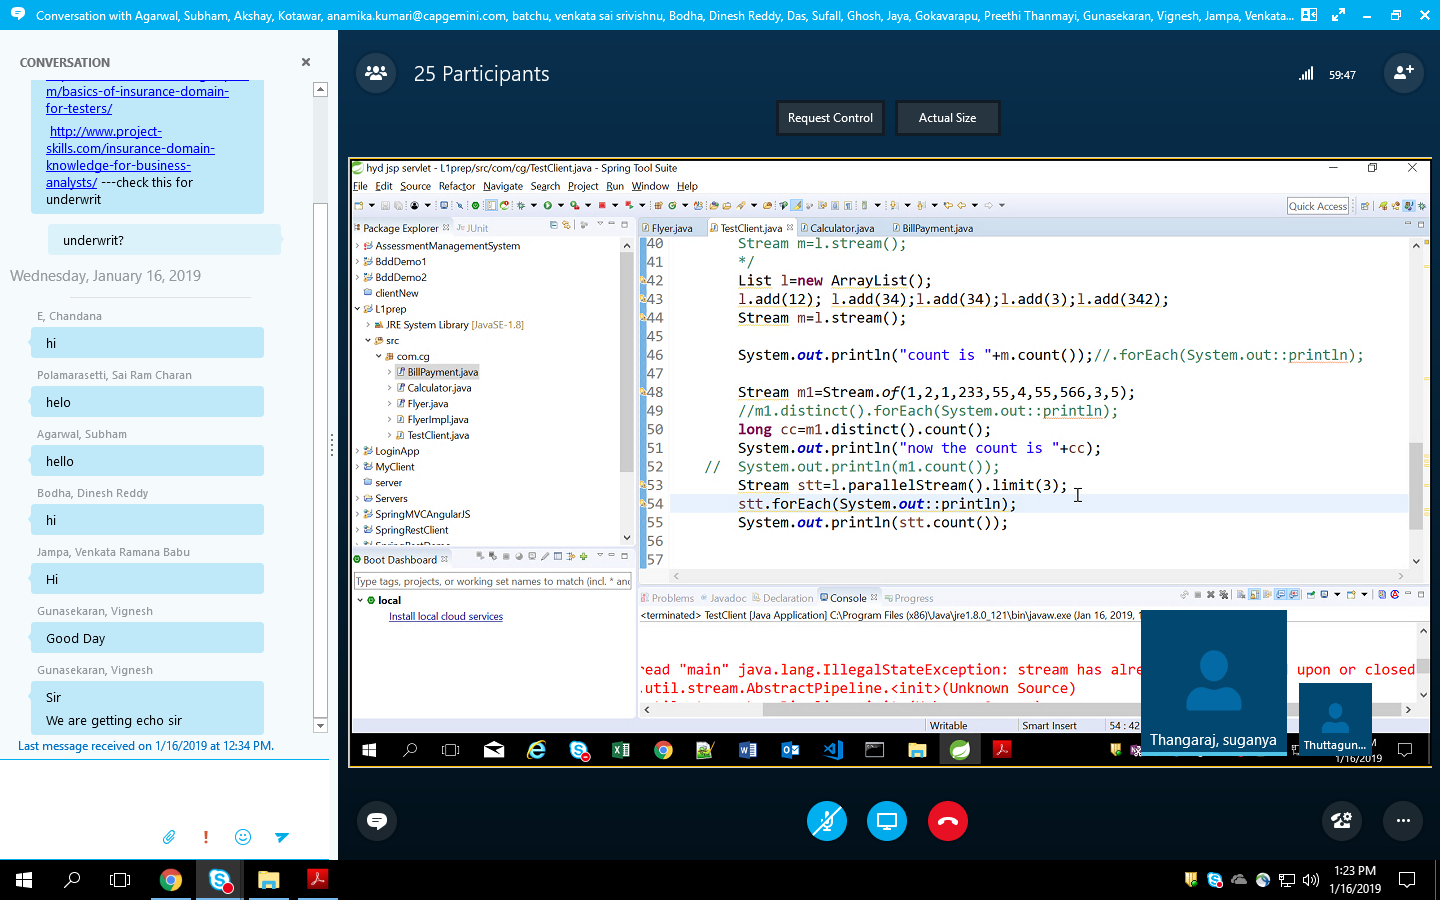 Conversation with Agarwal, Subham, Akshay, Kotawar, anamika.kumari@capgemini.com, batchu, venkata sai srivishnu, Bodha, Dinesh Reddy, Das, Sufall, Ghosh, Jaya, Gokavarapu, Preethi Thanmayi, Gunasekaran, Vignesh, Jampa, Venkata...
CONVERSATION
m/basics-of-insurance-domain-
for-testers/
http://www.project-
skills.com/insurance-domain-
knowledge-for-business-
analysts/ ---check this for
underwrit
underwrit?
Wednesday, January 16, 2019
E, Chandana
hi
Polamarasetti, Sai Ram Charan
helo
Agarwal, Subham
hello
Bodha, Dinesh Reddy
hi
Jampa, Venkata Ramana Babu
Hi
Gunasekaran, Vignesh
Good Day
Gunasekaran, Vignesh
Sir
We are getting echo sir
Last message received on 1/16/2019 at 12:34 PM.
25 Participants
59:47
Request Control
Actual Size
hyd jsp servlet - L1prep/src/com/cg/TestClient.java - Spring Tool Suite
File Edit Source Refactor Navigate Search Project Run Window Help
Quick Access
Package Explorer
JUnit
AssessmentManagementSystem
BddDemo1
BddDemo2
clientNew
L1prep
JRE System Library [JavaSE-1.8]
src
com.cg
BillPayment.java
Calculator.java
Flyer.java
FlyerImpl.java
TestClient.java
LoginApp
MyClient
server
Servers
SpringMVCAngularJS
SpringRestClient
Boot Dashboard
Type tags, projects, or working set names to match (incl. * and
local
Install local cloud services
Flyer.java TestClient.java Calculator.java BillPayment.java
40 Stream m=l.stream();
41 */
42 List l=new ArrayList();
43 l.add(12); l.add(34);l.add(34);l.add(3);l.add(342);
44 Stream m=l.stream();
45
46 System.out.println("count is "+m.count());//.forEach(System.out::println);
47
48 Stream m1=Stream.of(1,2,1,233,55,4,55,566,3,5);
49 //m1.distinct().forEach(System.out::println);
50 long cc=m1.distinct().count();
51 System.out.println("now the count is "+cc);
52 // System.out.println(m1.count());
53 Stream stt=l.parallelStream().limit(3);
54 stt.forEach(System.out::println);
55 System.out.println(stt.count());
56
57
Problems Javadoc Declaration Console Progress
<terminated> TestClient [Java Application] C:\Program Files (x86)\Java\jre1.8.0_121\bin\javaw.exe (Jan 16, 2019, 1
read "main" java.lang.IllegalStateException: stream has alre upon or closed
.util.stream.AbstractPipeline.<init>(Unknown Source)
Writable Smart Insert 54 : 42
Thangaraj, suganya
Thuttagun...
1/16/2019
1:23 PM
1/16/2019